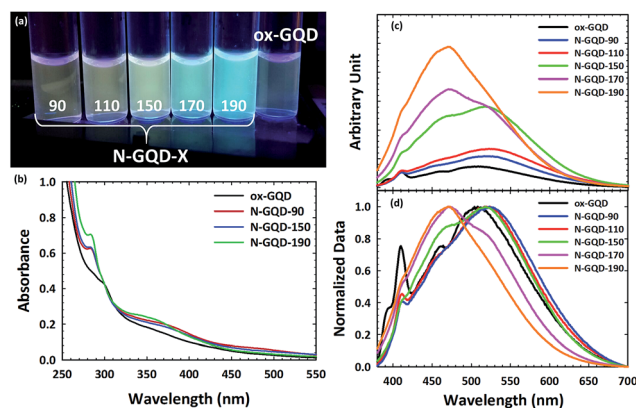 (a)
ox-GQD
90 110 150 170 190
N-GQD-X
(b)
1.0
0.8
0.6
0.4
0.2
0.0
Absorbance
ox-GQD
N-GQD-90
N-GQD-150
N-GQD-190
250 300 350 400 450 500 550
Wavelength (nm)
(c)
Arbitrary Unit
ox-GQD
N-GQD-90
N-GQD-110
N-GQD-150
N-GQD-170
N-GQD-190
(d)
1.0
0.8
0.6
0.4
0.2
0.0
Normalized Data
ox-GQD
N-GQD-90
N-GQD-110
N-GQD-150
N-GQD-170
N-GQD-190
400 450 500 550 600 650 700
Wavelength (nm)